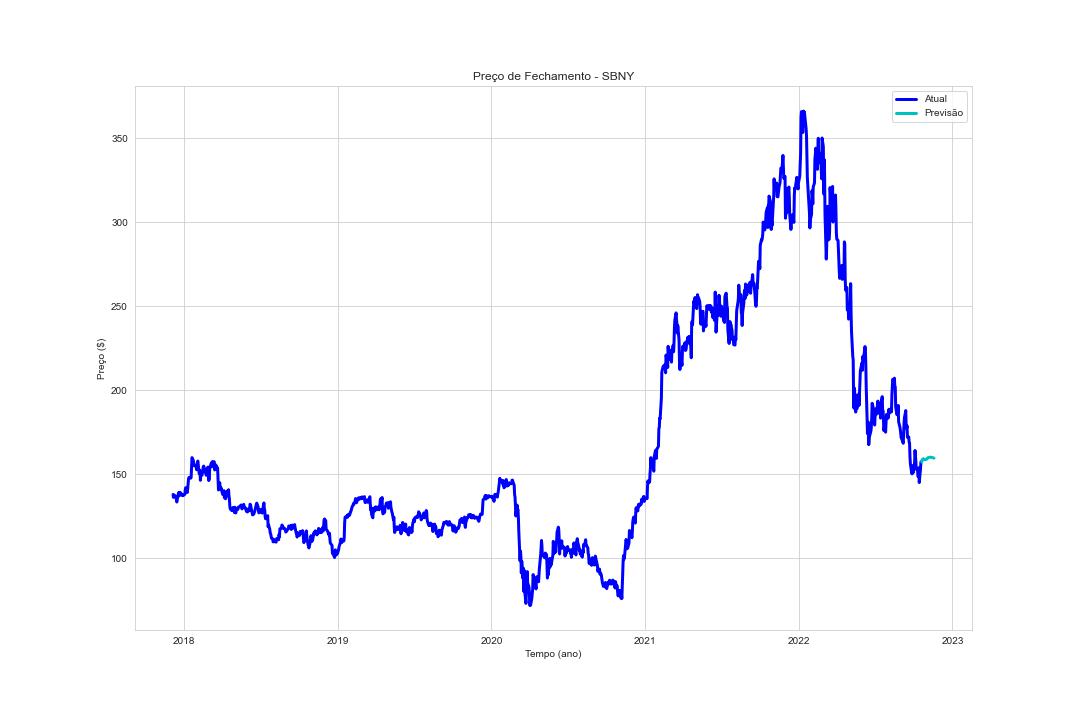 Preço de Fechamento - SBNY
Atual
Previsão
350
300
250
200
150
100
Preço ($)
2018 2019 2020 2021 2022 2023
Tempo (ano)